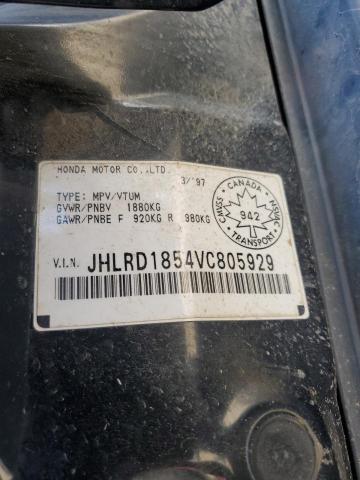 HONDA MOTOR CO.,LTD.
3/'97
TYPE: MPV/VTUM
GVWR/PNBV 1880KG
GAWR/PNBE F 920KG R 980KG
CANADA
CMVSS
942
NSVAC
TRANSPORT
V.I.N. JHLRD1854VC805929